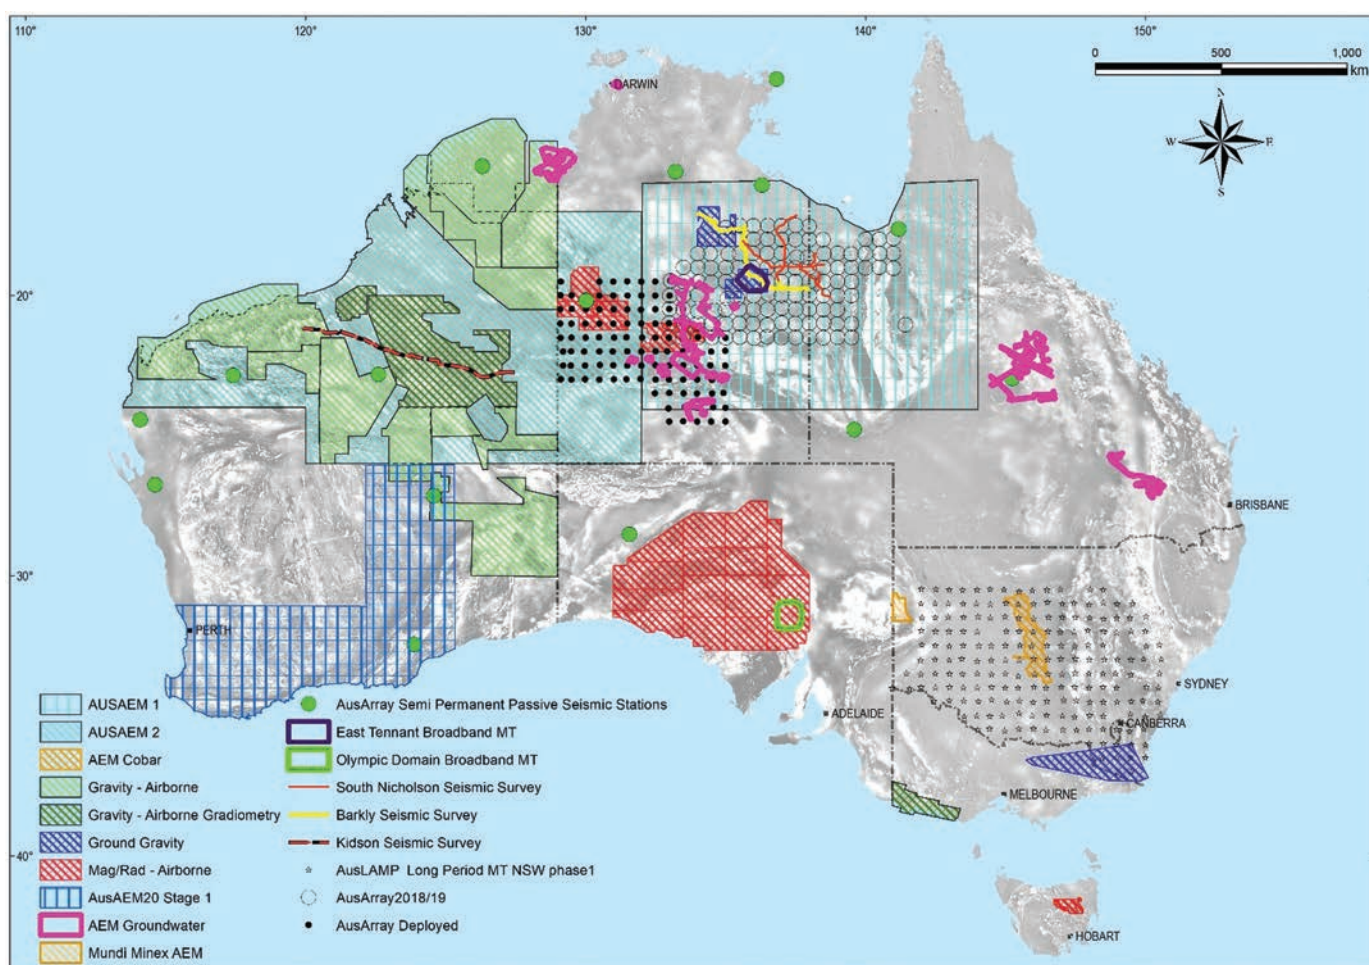 110°
120°
130°
140°
150°
0 500 1,000
km
N
W E
S
DARWIN
20°
BRISBANE
30°
PERTH
SYDNEY
ADELAIDE
CANBERRA
MELBOURNE
40°
HOBART
AUSAEM 1
AUSAEM 2
AEM Cobar
Gravity - Airborne
Gravity - Airborne Gradiometry
Ground Gravity
Mag/Rad - Airborne
AusAEM20 Stage 1
AEM Groundwater
Mundi Minex AEM
AusArray Semi Permanent Passive Seismic Stations
East Tennant Broadband MT
Olympic Domain Broadband MT
South Nicholson Seismic Survey
Barkly Seismic Survey
Kidson Seismic Survey
AusLAMP Long Period MT NSW phase1
AusArray2018/19
AusArray Deployed